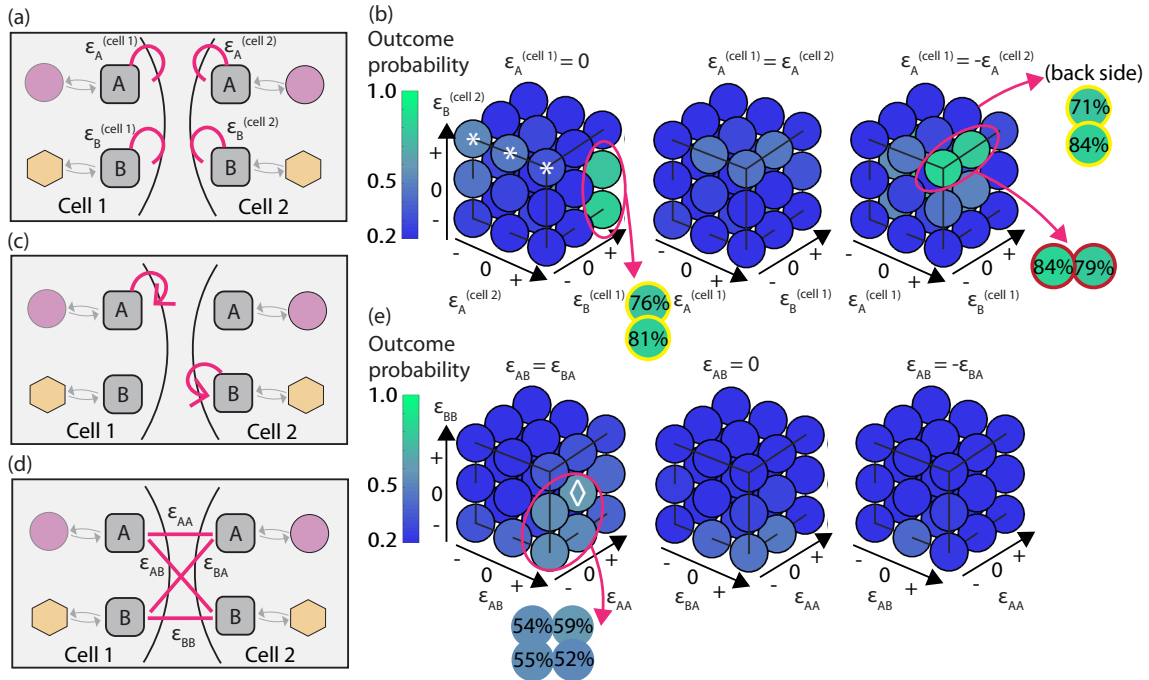 (a)
ε_A^(cell 1)
ε_A^(cell 2)
A
A
ε_B^(cell 1)
ε_B^(cell 2)
B
B
Cell 1
Cell 2
(b)
Outcome
probability
ε_A^(cell 1) = 0
ε_A^(cell 1) = ε_A^(cell 2)
ε_A^(cell 1) = -ε_A^(cell 2)
(back side)
71%
84%
1.0
0.5
0.2
ε_B^(cell 2)
+
0
-
* * *
- 0 +
- 0 +
- 0 +
- 0 +
- 0 +
- 0 +
ε_A^(cell 2)
ε_B^(cell 1)
ε_A^(cell 1)
ε_B^(cell 1)
ε_A^(cell 1)
ε_B^(cell 1)
76%
81%
84% 79%
(c)
A
A
B
B
Cell 1
Cell 2
(d)
ε_AA
A
A
ε_AB
ε_BA
B
B
ε_BB
Cell 1
Cell 2
(e)
Outcome
probability
ε_AB = ε_BA
ε_AB = 0
ε_AB = -ε_BA
1.0
0.5
0.2
ε_BB
+
0
-
- 0 +
- 0 +
- 0 +
- 0 +
- 0 +
- 0 +
ε_AB
ε_AA
ε_BA
ε_AA
ε_AB
ε_AA
54% 59%
55% 52%